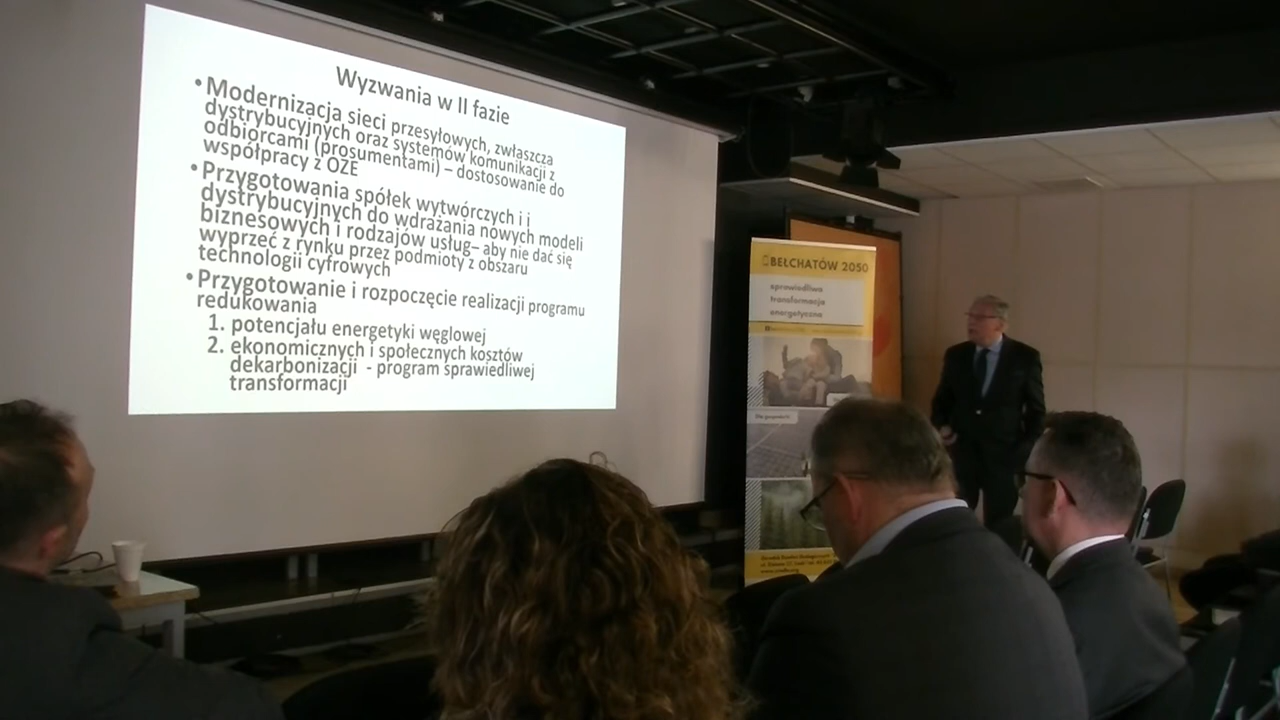 Wyzwania w II fazie
• Modernizacja sieci przesyłowych, zwłaszcza
dystrybucyjnych oraz systemów komunikacji z
odbiorcami (prosumentami) – dostosowanie do
współpracy z OZE
• Przygotowania spółek wytwórczych i i
dystrybucyjnych do wdrażania nowych modeli
biznesowych i rodzajów usług– aby nie dać się
wyprzeć z rynku przez podmioty z obszaru
technologii cyfrowych
• Przygotowanie i rozpoczęcie realizacji programu
redukowania
1. potencjału energetyki węglowej
2. ekonomicznych i społecznych kosztów
dekarbonizacji - program sprawiedliwej
transformacji
BEŁCHATÓW 2050
sprawiedliwa
transformacja
energetyczna